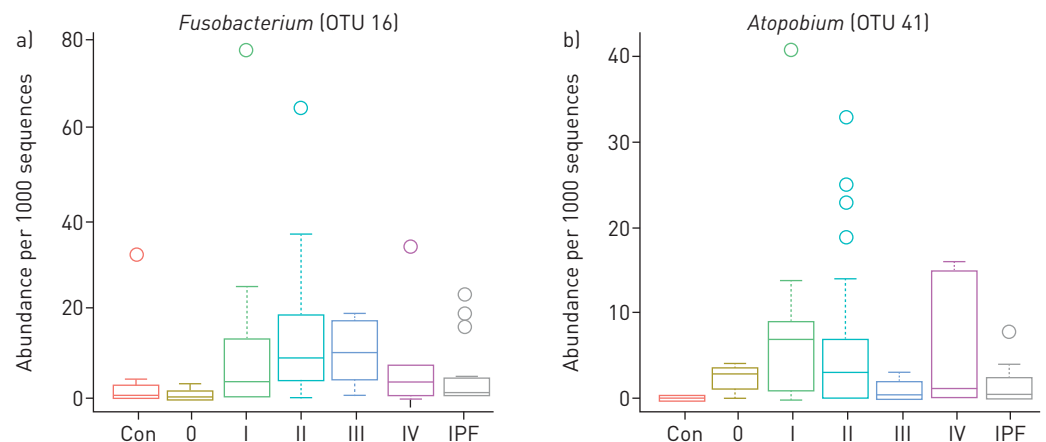 a)
Fusobacterium (OTU 16)
Abundance per 1000 sequences
80
60
40
20
0
Con 0 I II III IV IPF
b)
Atopobium (OTU 41)
Abundance per 1000 sequences
40
30
20
10
0
Con 0 I II III IV IPF